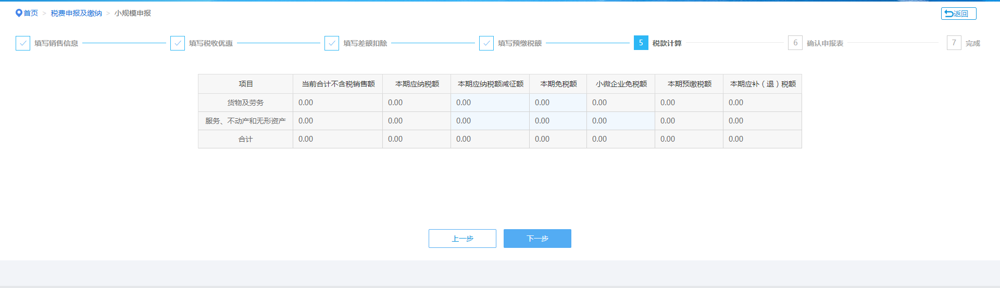 首页 > 税费申报及缴纳 > 小规模申报
返回
填写销售信息 填写税收优惠 填写差额扣除 填写预缴税额 5 税款计算 6 确认申报表 7 完成
项目 当前合计不含税销售额 本期应纳税额 本期应纳税额减征额 本期免税额 小微企业免税额 本期预缴税额 本期应补（退）税额
货物及劳务 0.00 0.00 0.00 0.00 0.00 0.00 0.00
服务、不动产和无形资产 0.00 0.00 0.00 0.00 0.00 0.00 0.00
合计 0.00 0.00 0.00 0.00 0.00 0.00 0.00
上一步 下一步